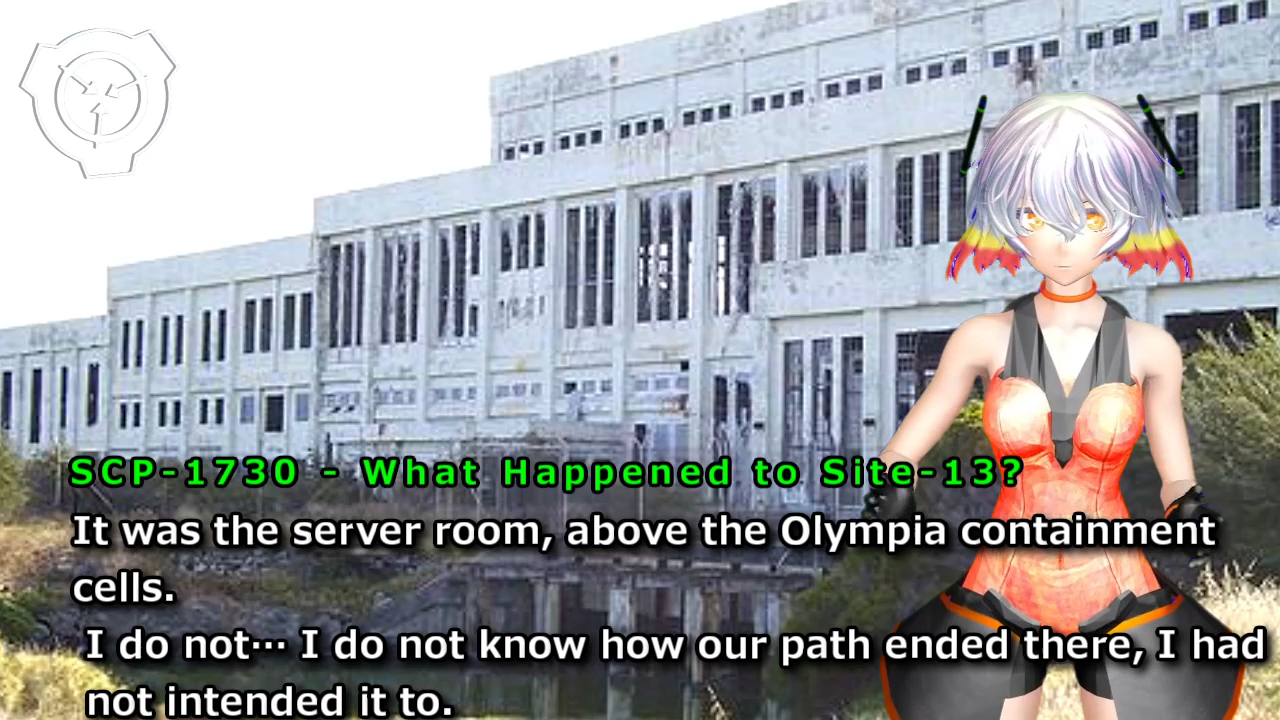 SCP-1730 - What Happened to Site-13?
It was the server room, above the Olympia containment
cells.
I do not… I do not know how our path ended there, I had
not intended it to.